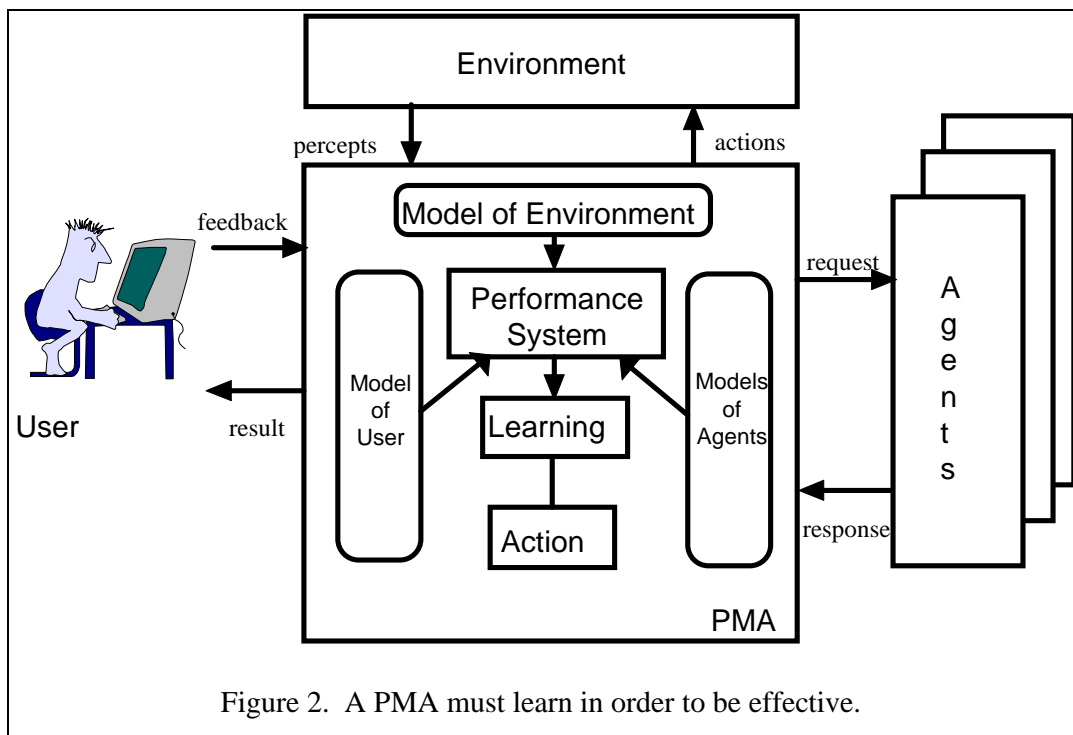 Environment
percepts
actions
Model of Environment
feedback
request
Performance
System
Model
of
User
Models
of
Agents
Learning
Action
User
result
response
A
g
e
n
t
s
PMA
Figure 2. A PMA must learn in order to be effective.